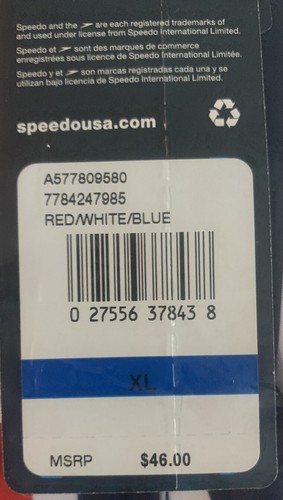 Speedo and the are each registered trademarks of
and used under license from Speedo International Limited.
Speedo et sont des marques de commerce
enregistrées sous licence de Speedo International Limitée.
Speedo y et son marcas registradas cada una y se
utilizan bajo licencia de Speedo International Limited.
speedousa.com
A577809580
7784247985
RED/WHITE/BLUE
0 27556 37843 8
XL
MSRP $46.00